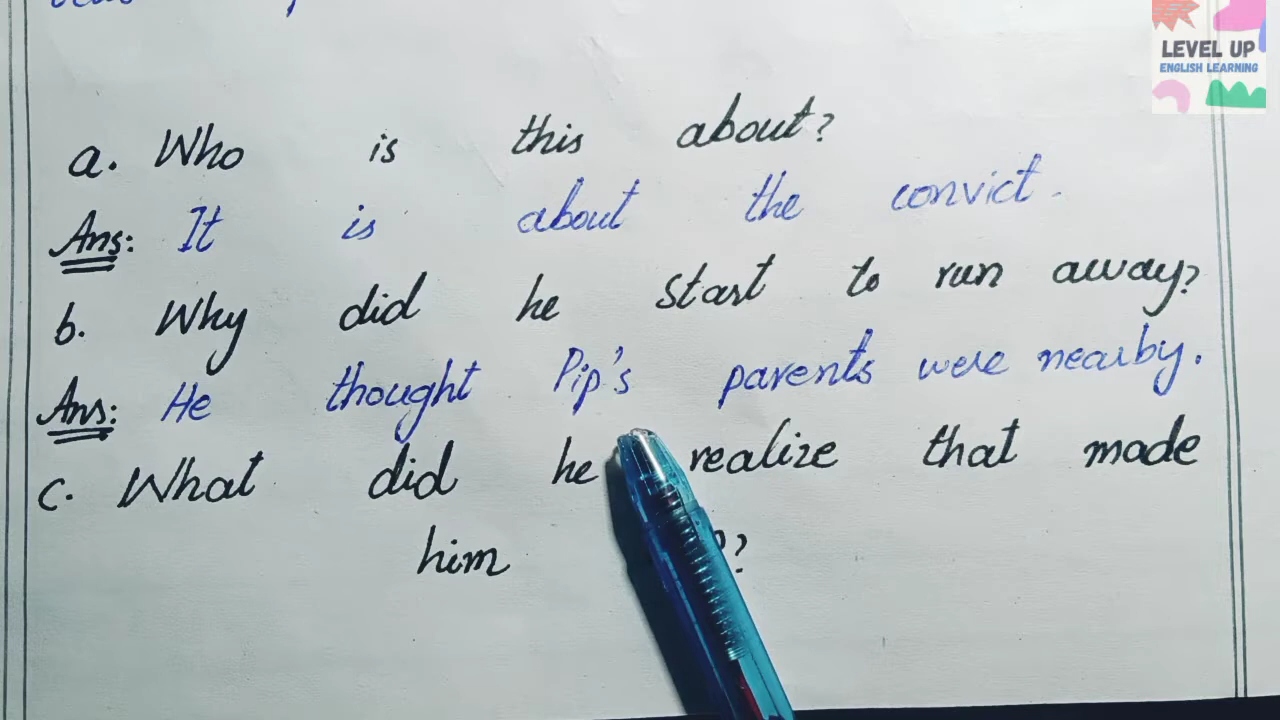 LEVEL UP
ENGLISH LEARNING
a. Who is this about?
Ans: It is about the convict.
b. Why did he start to run away?
Ans: He thought Pip's parents were nearby.
c. What did he realize that made
him ?